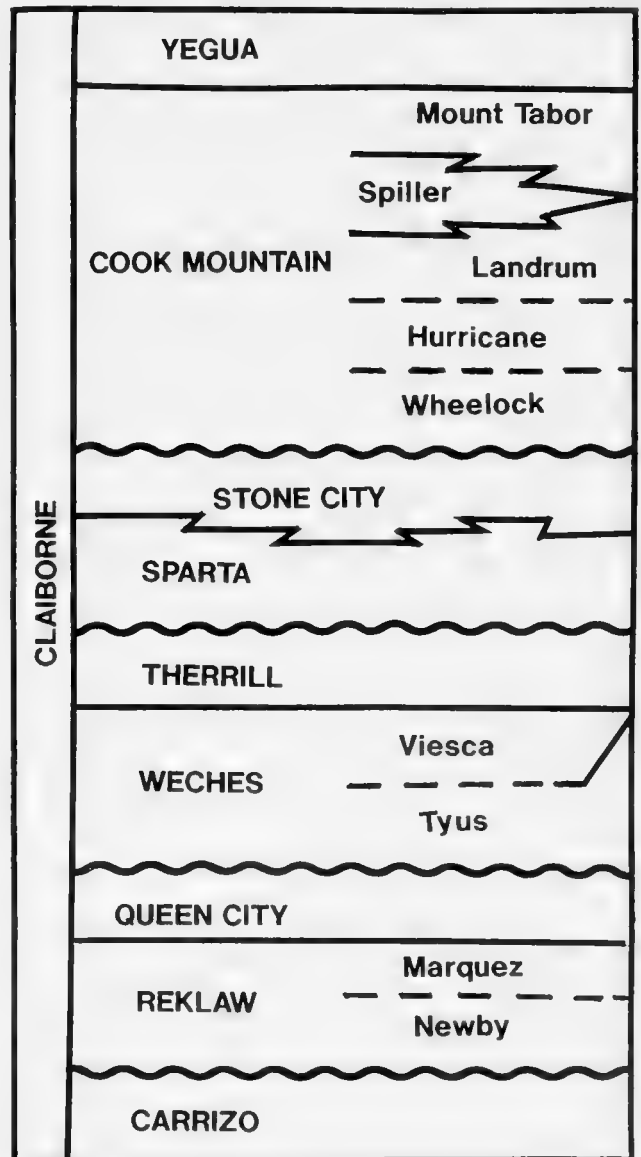 YEGUA
Mount Tabor
Spiller
COOK MOUNTAIN
Landrum
Hurricane
Wheelock
STONE CITY
SPARTA
CLAIBORNE
THERRILL
Viesca
WECHES
Tyus
QUEEN CITY
Marquez
REKLAW
Newby
CARRIZO